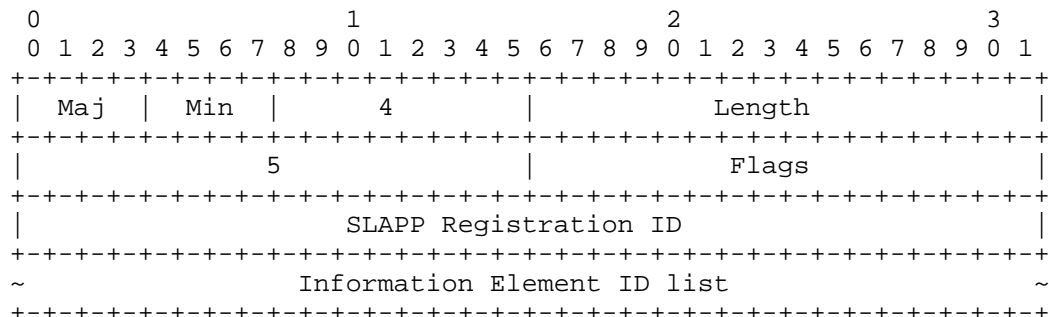 0                   1                   2                   3
 0 1 2 3 4 5 6 7 8 9 0 1 2 3 4 5 6 7 8 9 0 1 2 3 4 5 6 7 8 9 0 1
+-+-+-+-+-+-+-+-+-+-+-+-+-+-+-+-+-+-+-+-+-+-+-+-+-+-+-+-+-+-+-+-+
|  Maj  |  Min  |       4       |           Length              |
+-+-+-+-+-+-+-+-+-+-+-+-+-+-+-+-+-+-+-+-+-+-+-+-+-+-+-+-+-+-+-+-+
|               5               |            Flags              |
+-+-+-+-+-+-+-+-+-+-+-+-+-+-+-+-+-+-+-+-+-+-+-+-+-+-+-+-+-+-+-+-+
|                    SLAPP Registration ID                      |
+-+-+-+-+-+-+-+-+-+-+-+-+-+-+-+-+-+-+-+-+-+-+-+-+-+-+-+-+-+-+-+-+
~                 Information Element ID list                   ~
+-+-+-+-+-+-+-+-+-+-+-+-+-+-+-+-+-+-+-+-+-+-+-+-+-+-+-+-+-+-+-+-+